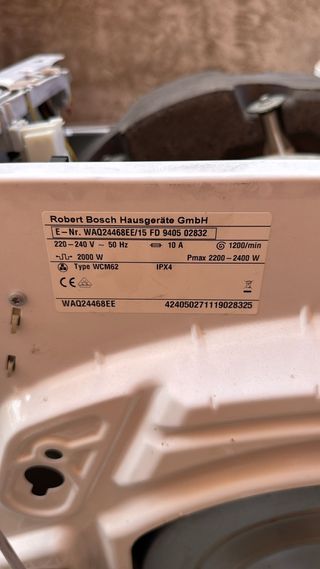 Robert Bosch Hausgeräte GmbH
E-Nr. WAQ24468EE/15 FD 9405 02832
220-240 V ~ 50 Hz 10 A 1200/min
2000 W Pmax 2200-2400 W
Type WCM62 IPX4
CE
WAQ24468EE 424050271119028325